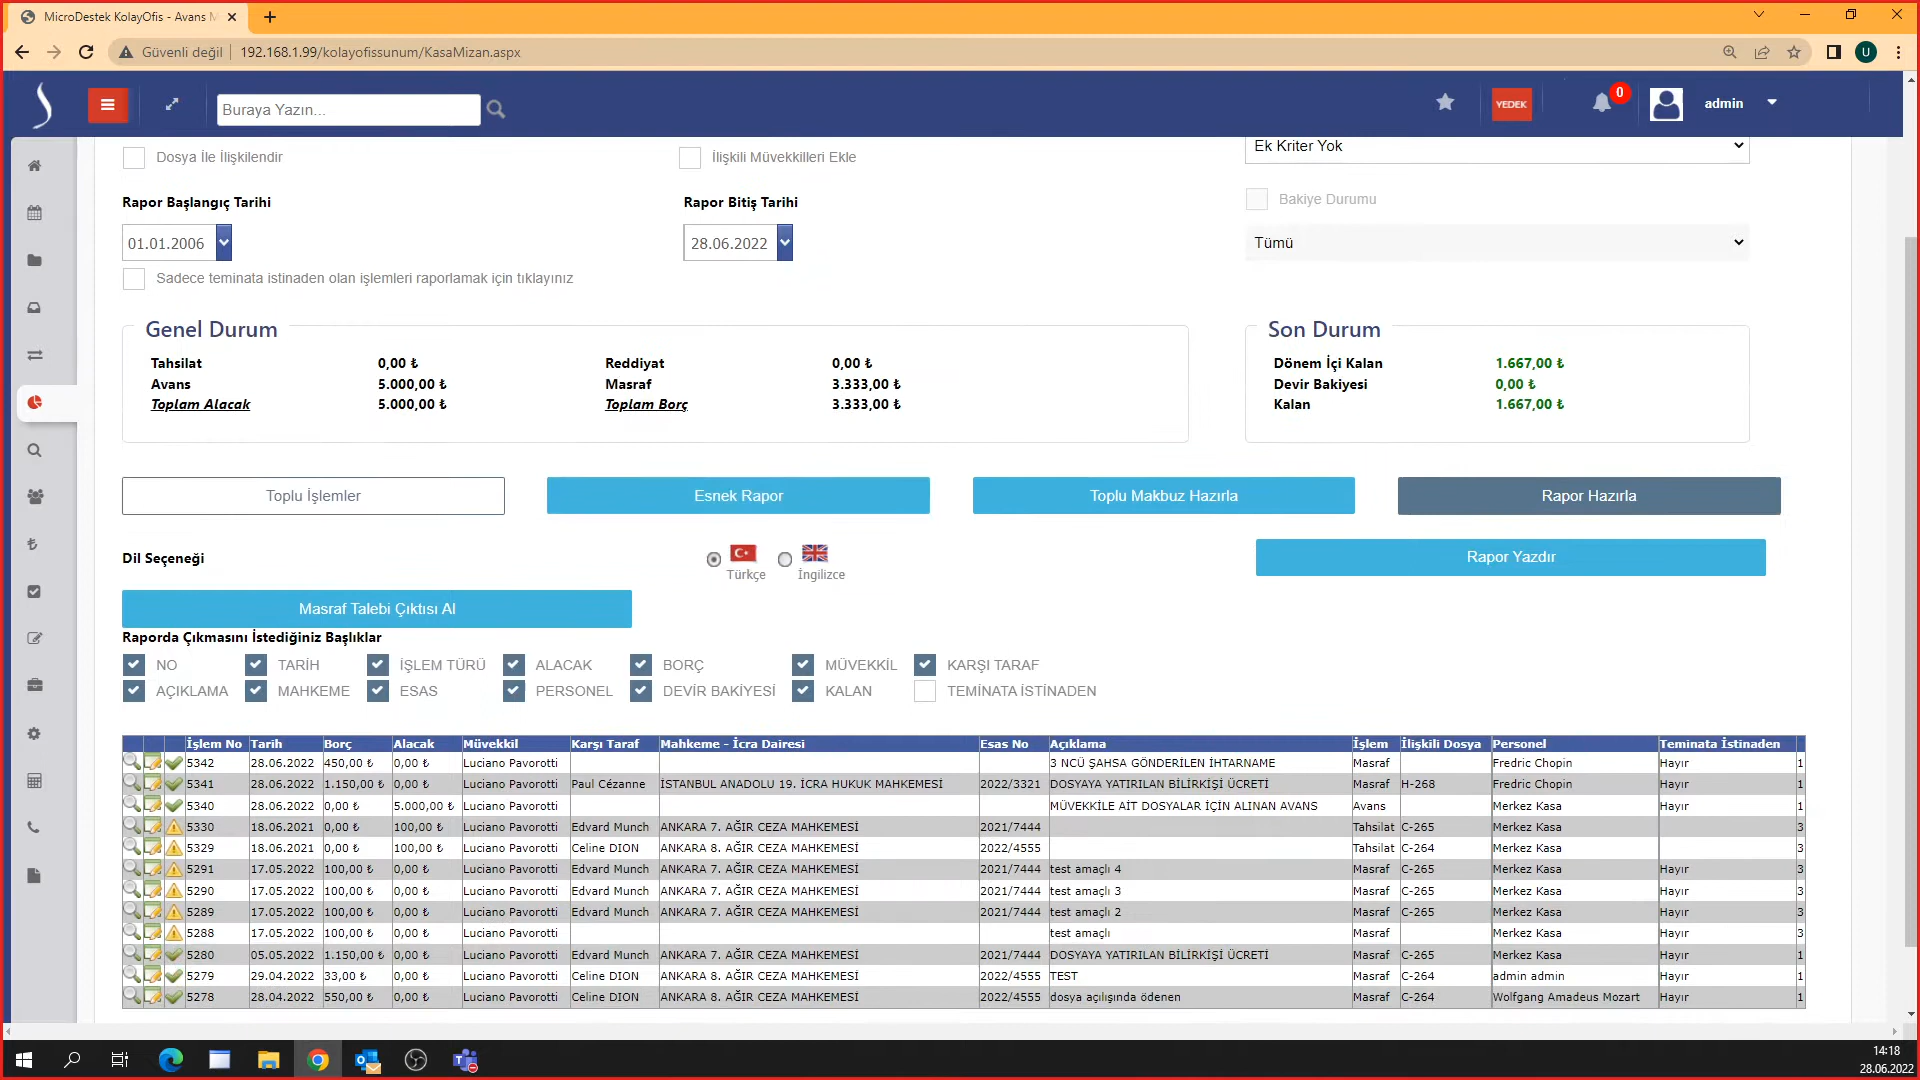 MicroDestek KolayOfis - Avans M
Güvenli değil
192.168.1.99/kolayofissunum/KasaMizan.aspx
U
Buraya Yazın...
YEDEK
0
admin
Dosya İle İlişkilendir
İlişkili Müvekkilleri Ekle
Ek Kriter Yok
Rapor Başlangıç Tarihi
Rapor Bitiş Tarihi
Bakiye Durumu
01.01.2006
28.06.2022
Tümü
Sadece teminata istinaden olan işlemleri raporlamak için tıklayınız
Genel Durum
Tahsilat 0,00 ₺ Reddiyat 0,00 ₺
Avans 5.000,00 ₺ Masraf 3.333,00 ₺
Toplam Alacak 5.000,00 ₺ Toplam Borç 3.333,00 ₺
Son Durum
Dönem İçi Kalan 1.667,00 ₺
Devir Bakiyesi 0,00 ₺
Kalan 1.667,00 ₺
Toplu İşlemler
Esnek Rapor
Toplu Makbuz Hazırla
Rapor Hazırla
Dil Seçeneği
Türkçe
İngilizce
Rapor Yazdır
Masraf Talebi Çıktısı Al
Raporda Çıkmasını İstediğiniz Başlıklar
NO TARİH İŞLEM TÜRÜ ALACAK BORÇ MÜVEKKİL KARŞI TARAF
AÇIKLAMA MAHKEME ESAS PERSONEL DEVİR BAKİYESİ KALAN TEMİNATA İSTİNADEN
İşlem No Tarih Borç Alacak Müvekkil Karşı Taraf Mahkeme - İcra Dairesi Esas No Açıklama İşlem İlişkili Dosya Personel Teminata İstinaden
5342 28.06.2022 450,00 ₺ 0,00 ₺ Luciano Pavorotti 3 NCÜ ŞAHSA GÖNDERİLEN İHTARNAME Masraf Fredric Chopin Hayır 1
5341 28.06.2022 1.150,00 ₺ 0,00 ₺ Luciano Pavorotti Paul Cézanne İSTANBUL ANADOLU 19. İCRA HUKUK MAHKEMESİ 2022/3321 DOSYAYA YATIRILAN BİLİRKİŞİ ÜCRETİ Masraf H-268 Fredric Chopin Hayır 1
5340 28.06.2022 0,00 ₺ 5.000,00 ₺ Luciano Pavorotti MÜVEKKİLE AİT DOSYALAR İÇİN ALINAN AVANS Avans Merkez Kasa Hayır 1
5330 18.06.2021 0,00 ₺ 100,00 ₺ Luciano Pavorotti Edvard Munch ANKARA 7. AĞIR CEZA MAHKEMESİ 2021/7444 Tahsilat C-265 Merkez Kasa 3
5329 18.06.2021 0,00 ₺ 100,00 ₺ Luciano Pavorotti Celine DION ANKARA 8. AĞIR CEZA MAHKEMESİ 2022/4555 Tahsilat C-264 Merkez Kasa 3
5291 17.05.2022 100,00 ₺ 0,00 ₺ Luciano Pavorotti Edvard Munch ANKARA 7. AĞIR CEZA MAHKEMESİ 2021/7444 test amaçlı 4 Masraf C-265 Merkez Kasa Hayır 3
5290 17.05.2022 100,00 ₺ 0,00 ₺ Luciano Pavorotti Edvard Munch ANKARA 7. AĞIR CEZA MAHKEMESİ 2021/7444 test amaçlı 3 Masraf C-265 Merkez Kasa Hayır 3
5289 17.05.2022 100,00 ₺ 0,00 ₺ Luciano Pavorotti Edvard Munch ANKARA 7. AĞIR CEZA MAHKEMESİ 2021/7444 test amaçlı 2 Masraf C-265 Merkez Kasa Hayır 3
5288 17.05.2022 100,00 ₺ 0,00 ₺ Luciano Pavorotti test amaçlı Masraf Merkez Kasa Hayır 3
5280 05.05.2022 1.150,00 ₺ 0,00 ₺ Luciano Pavorotti Edvard Munch ANKARA 7. AĞIR CEZA MAHKEMESİ 2021/7444 DOSYAYA YATIRILAN BİLİRKİŞİ ÜCRETİ Masraf C-265 Merkez Kasa Hayır 1
5279 29.04.2022 33,00 ₺ 0,00 ₺ Luciano Pavorotti Celine DION ANKARA 8. AĞIR CEZA MAHKEMESİ 2022/4555 TEST Masraf C-264 admin admin Hayır 1
5278 28.04.2022 550,00 ₺ 0,00 ₺ Luciano Pavorotti Celine DION ANKARA 8. AĞIR CEZA MAHKEMESİ 2022/4555 dosya açılışında ödenen Masraf C-264 Wolfgang Amadeus Mozart Hayır 1
14:18
28.06.2022